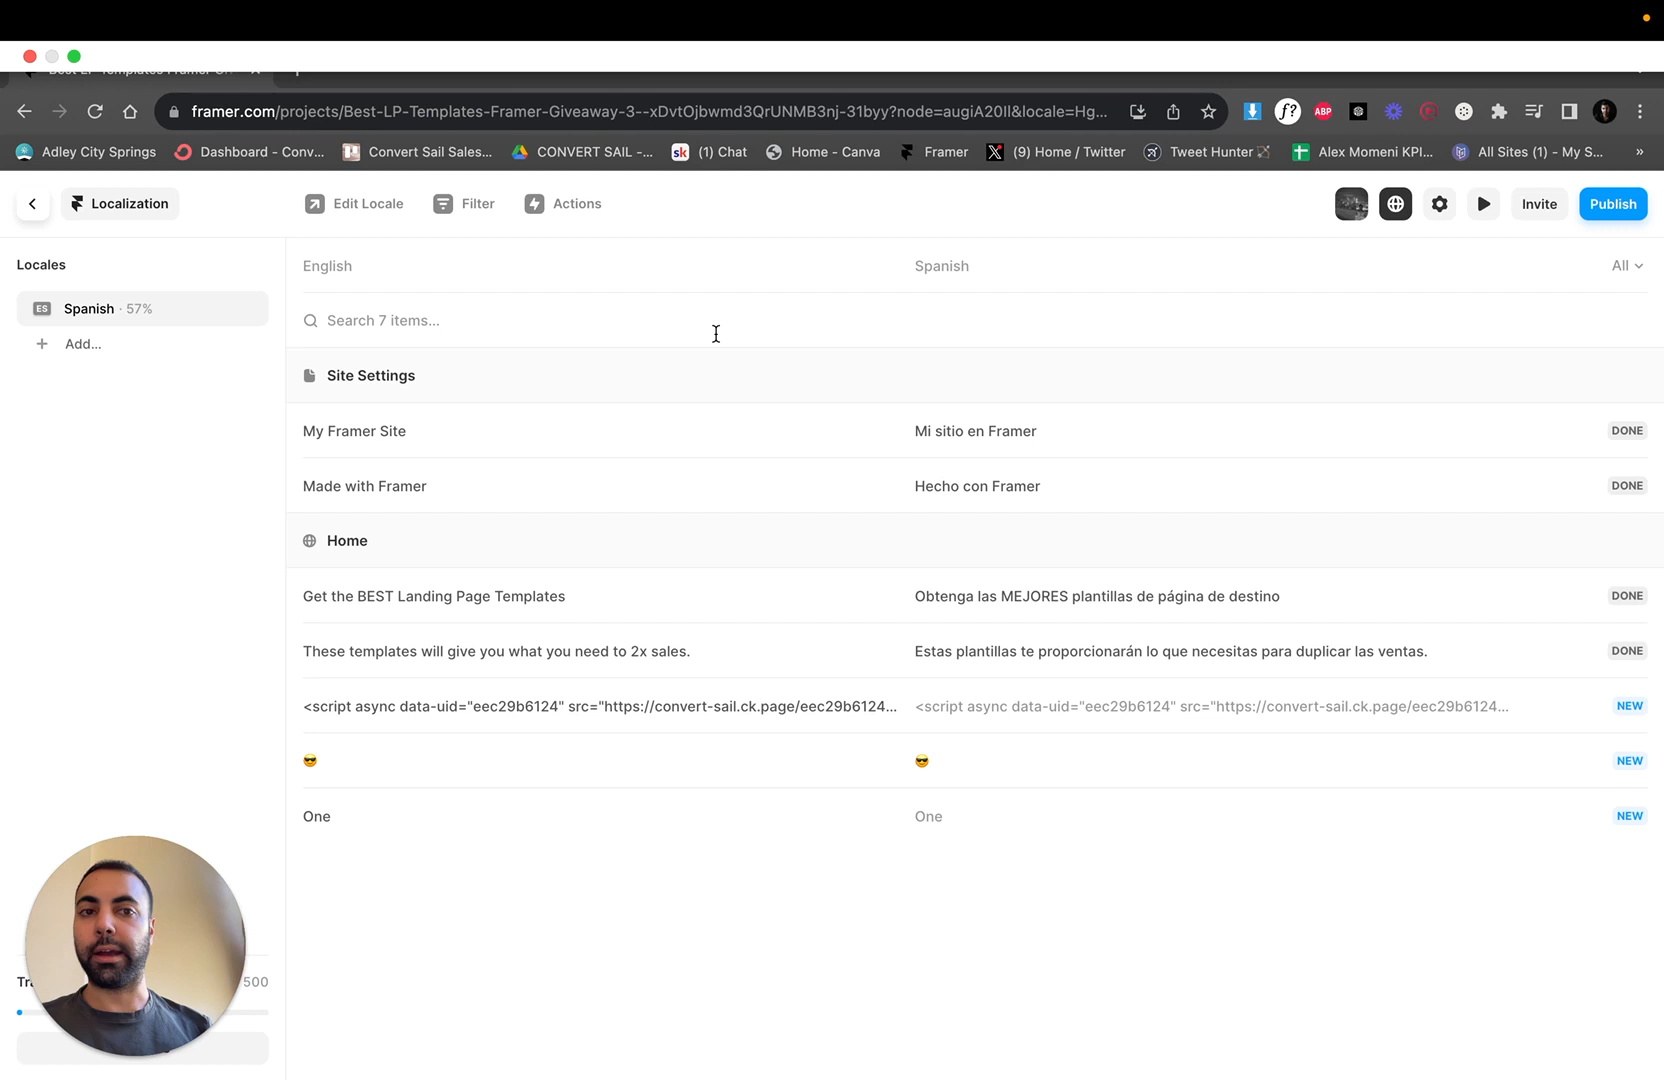 framer.com/projects/Best-LP-Templates-Framer-Giveaway-3--xDvtOjbwmd3QrUNMB3nj-31byy?node=augiA20Il&locale=Hg...
f?
ABP
Adley City Springs
Dashboard - Conv...
Convert Sail Sales...
CONVERT SAIL -...
sk
(1) Chat
Home - Canva
Framer
(9) Home / Twitter
Tweet Hunter
Alex Momeni KPI...
All Sites (1) - My S...
»
Localization
Edit Locale
Filter
Actions
Invite
Publish
Locales
ES
Spanish · 57%
Add...
English
Spanish
All
Search 7 items...
Site Settings
My Framer Site
Mi sitio en Framer
DONE
Made with Framer
Hecho con Framer
DONE
Home
Get the BEST Landing Page Templates
Obtenga las MEJORES plantillas de página de destino
DONE
These templates will give you what you need to 2x sales.
Estas plantillas te proporcionarán lo que necesitas para duplicar las ventas.
DONE
<script async data-uid="eec29b6124" src="https://convert-sail.ck.page/eec29b6124...
<script async data-uid="eec29b6124" src="https://convert-sail.ck.page/eec29b6124...
NEW
😎
😎
NEW
One
One
NEW
500